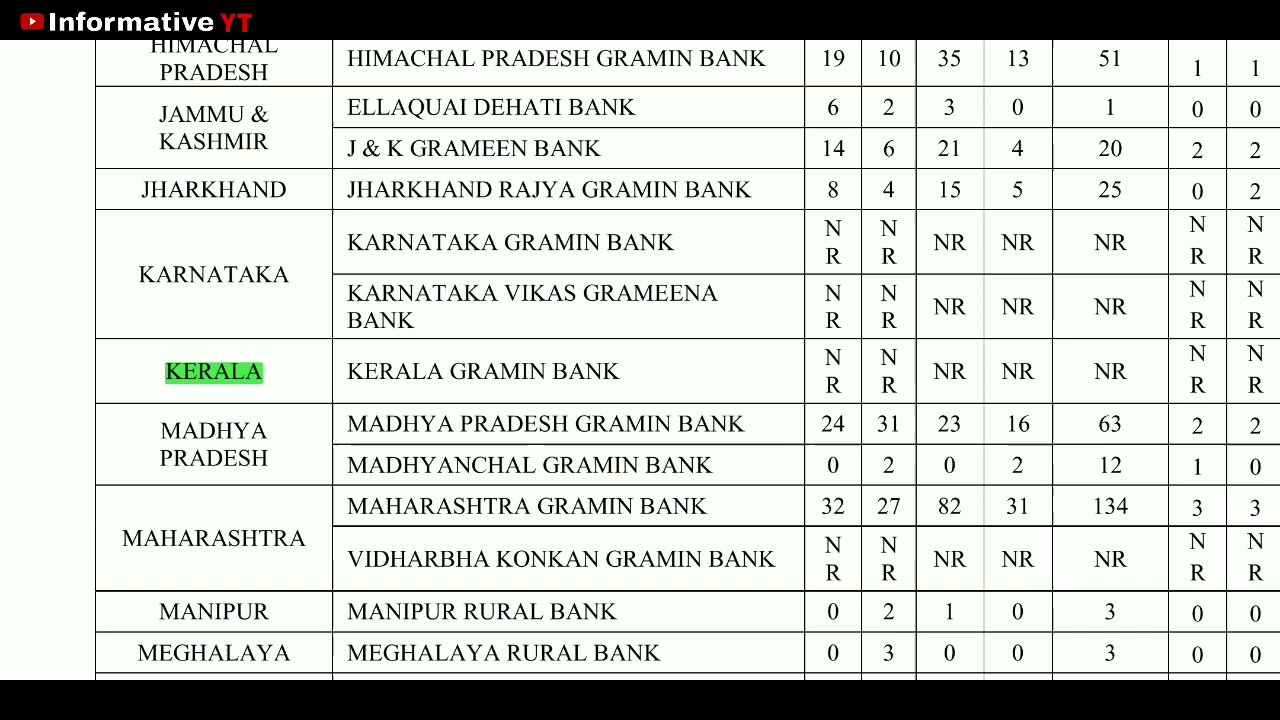 Informative YT
HIMACHAL PRADESH HIMACHAL PRADESH GRAMIN BANK 19 10 35 13 51 1 1
JAMMU & KASHMIR ELLAQUAI DEHATI BANK 6 2 3 0 1 0 0
J & K GRAMEEN BANK 14 6 21 4 20 2 2
JHARKHAND JHARKHAND RAJYA GRAMIN BANK 8 4 15 5 25 0 2
KARNATAKA KARNATAKA GRAMIN BANK NR NR NR NR NR NR NR
KARNATAKA VIKAS GRAMEENA BANK NR NR NR NR NR NR NR
KERALA KERALA GRAMIN BANK NR NR NR NR NR NR NR
MADHYA PRADESH MADHYA PRADESH GRAMIN BANK 24 31 23 16 63 2 2
MADHYANCHAL GRAMIN BANK 0 2 0 2 12 1 0
MAHARASHTRA MAHARASHTRA GRAMIN BANK 32 27 82 31 134 3 3
VIDHARBHA KONKAN GRAMIN BANK NR NR NR NR NR NR NR
MANIPUR MANIPUR RURAL BANK 0 2 1 0 3 0 0
MEGHALAYA MEGHALAYA RURAL BANK 0 3 0 0 3 0 0